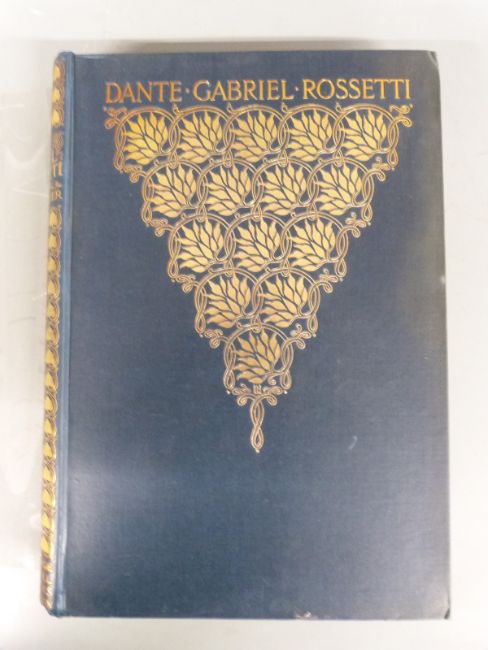 DANTE · GABRIEL · ROSSETTI